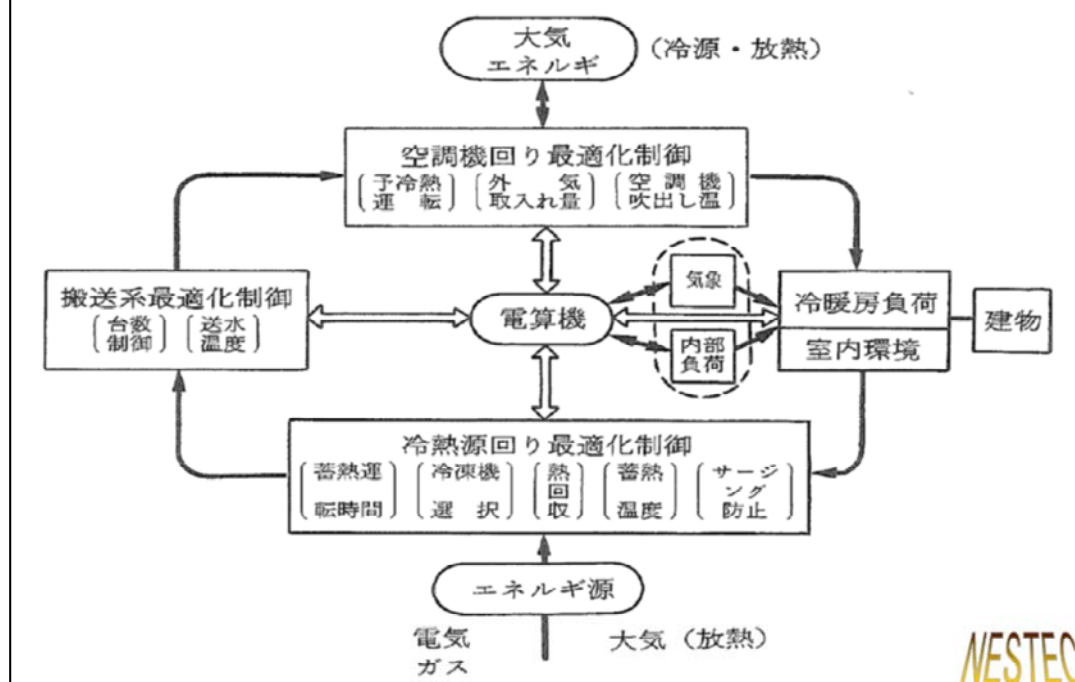 大気
エネルギ
(冷源・放熱)
空調機回り最適化制御
予冷熱
運転
外気
取入れ量
空調機
吹出し温
搬送系最適化制御
台数
制御
送水
温度
電算機
気象
内部
負荷
冷暖房負荷
室内環境
建物
冷熱源回り最適化制御
蓄熱運
転時間
冷凍機
選択
熱
回
収
蓄熱
温度
サージ
ング
防止
エネルギ源
電気
ガス
大気(放熱)
NESTEC